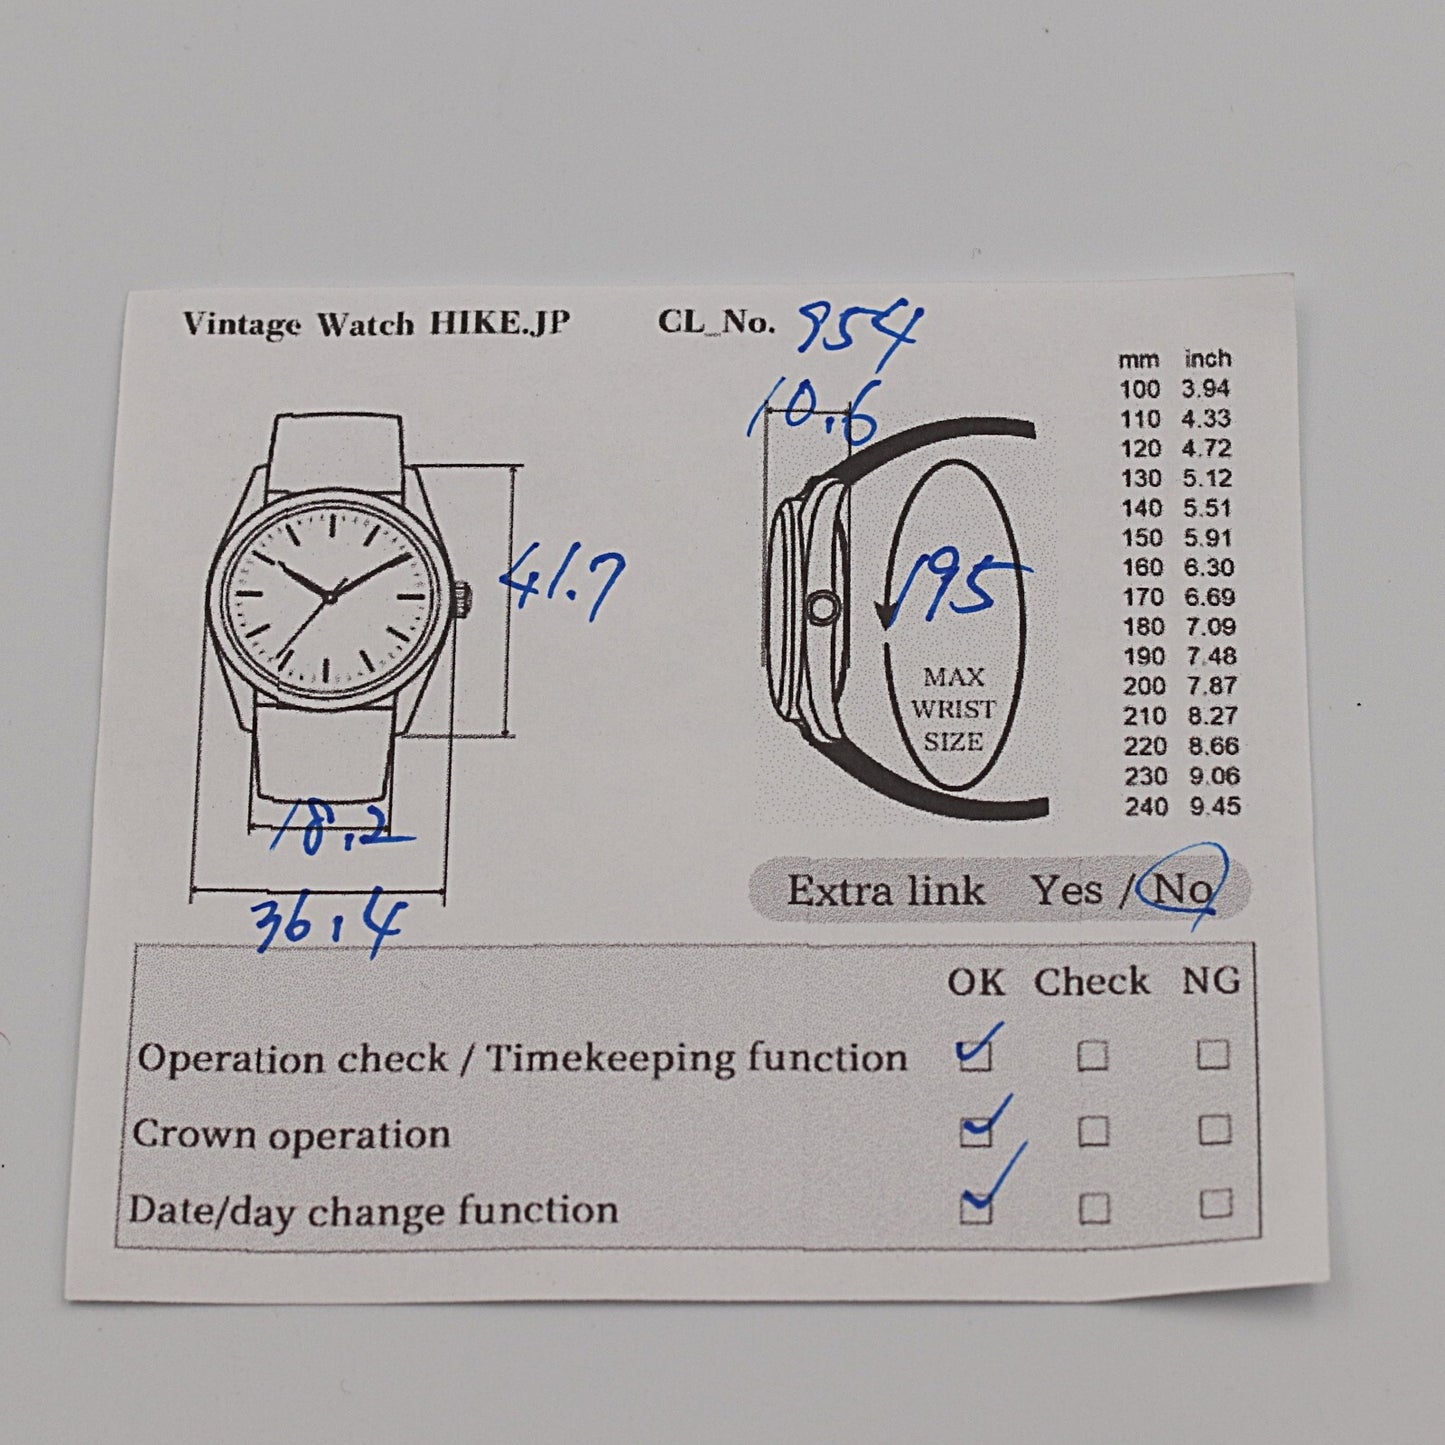 Vintage Watch HIKE.JP CL_No. 954
10.6
mm inch
100 3.94
110 4.33
120 4.72
130 5.12
140 5.51
150 5.91
160 6.30
170 6.69
180 7.09
190 7.48
200 7.87
210 8.27
220 8.66
230 9.06
240 9.45
41.7
195
MAX
WRIST
SIZE
18.2
36.4
Extra link Yes / No
OK Check NG
Operation check / Timekeeping function
Crown operation
Date/day change function